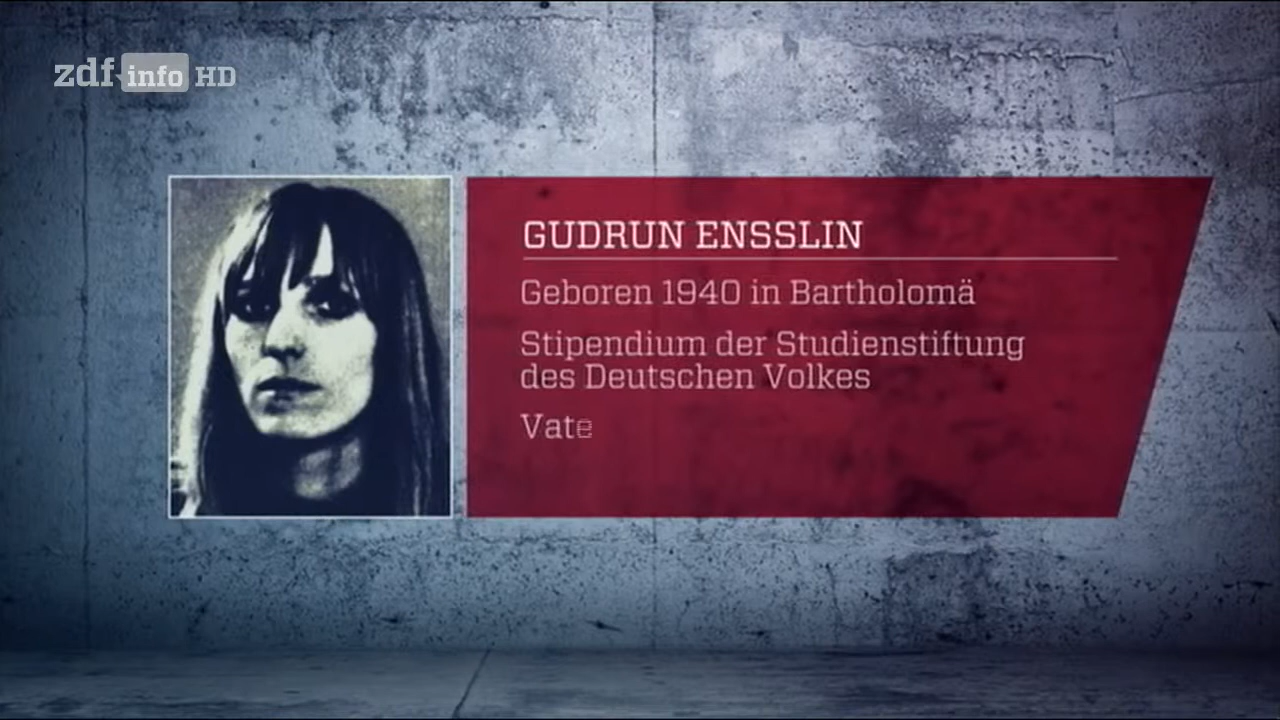 zdf info HD
GUDRUN ENSSLIN
Geboren 1940 in Bartholomä
Stipendium der Studienstiftung
des Deutschen Volkes
Vate